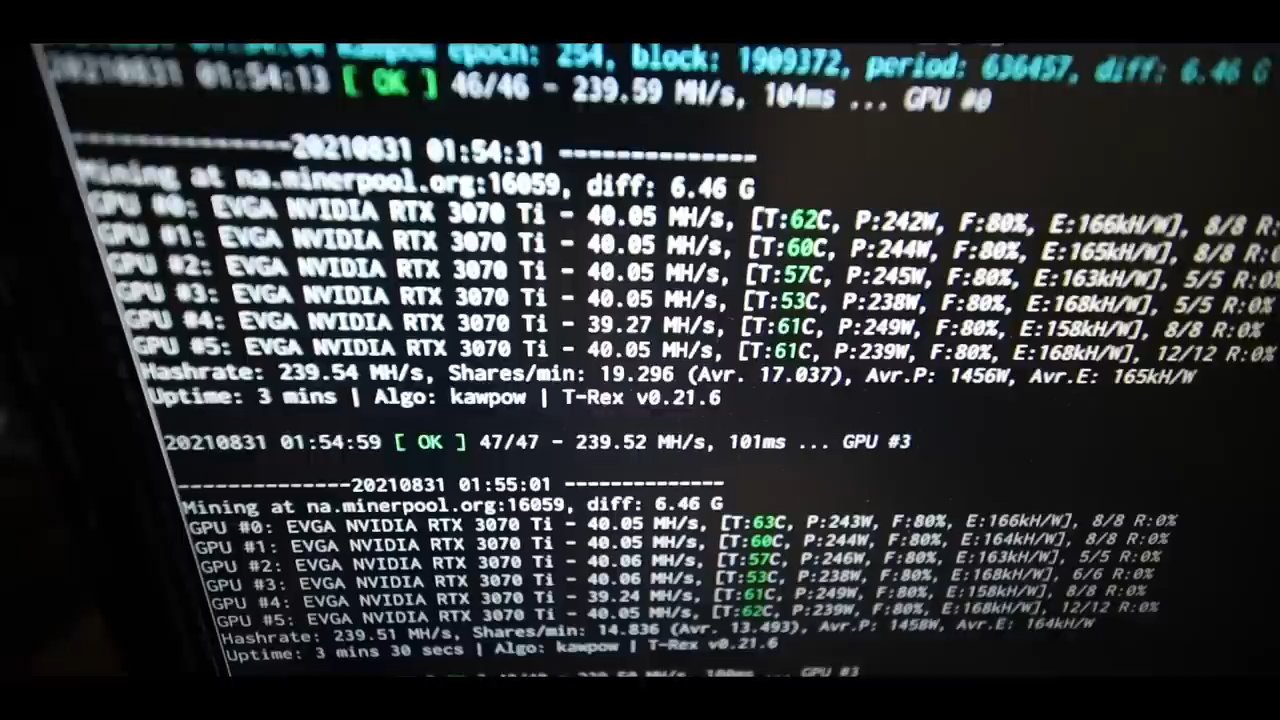 kawpow epoch: 254, block: 1909372, period: 636457, diff: 6.46 G
20210831 01:54:13 [ OK ] 46/46 - 239.59 MH/s, 104ms ... GPU #0
---------------20210831 01:54:31 ---------------
Mining at na.minerpool.org:16059, diff: 6.46 G
GPU #0: EVGA NVIDIA RTX 3070 Ti - 40.05 MH/s, [T:62C, P:242W, F:80%, E:166kH/W], 8/8 R:
GPU #1: EVGA NVIDIA RTX 3070 Ti - 40.05 MH/s, [T:60C, P:244W, F:80%, E:165kH/W], 8/8 R:0
GPU #2: EVGA NVIDIA RTX 3070 Ti - 40.05 MH/s, [T:57C, P:245W, F:80%, E:163kH/W], 5/5 R:0%
GPU #3: EVGA NVIDIA RTX 3070 Ti - 40.05 MH/s, [T:53C, P:238W, F:80%, E:168kH/W], 5/5 R:0%
GPU #4: EVGA NVIDIA RTX 3070 Ti - 39.27 MH/s, [T:61C, P:249W, F:80%, E:158kH/W], 8/8 R:0%
GPU #5: EVGA NVIDIA RTX 3070 Ti - 40.05 MH/s, [T:61C, P:239W, F:80%, E:168kH/W], 12/12 R:0%
Hashrate: 239.54 MH/s, Shares/min: 19.296 (Avr. 17.037), Avr.P: 1456W, Avr.E: 165kH/W
Uptime: 3 mins | Algo: kawpow | T-Rex v0.21.6
20210831 01:54:59 [ OK ] 47/47 - 239.52 MH/s, 101ms ... GPU #3
---------------20210831 01:55:01 ---------------
Mining at na.minerpool.org:16059, diff: 6.46 G
GPU #0: EVGA NVIDIA RTX 3070 Ti - 40.05 MH/s, [T:63C, P:243W, F:80%, E:166kH/W], 8/8 R:0%
GPU #1: EVGA NVIDIA RTX 3070 Ti - 40.05 MH/s, [T:60C, P:244W, F:80%, E:164kH/W], 8/8 R:0%
GPU #2: EVGA NVIDIA RTX 3070 Ti - 40.06 MH/s, [T:57C, P:246W, F:80%, E:163kH/W], 5/5 R:0%
GPU #3: EVGA NVIDIA RTX 3070 Ti - 40.06 MH/s, [T:53C, P:238W, F:80%, E:168kH/W], 6/6 R:0%
GPU #4: EVGA NVIDIA RTX 3070 Ti - 39.24 MH/s, [T:61C, P:249W, F:80%, E:158kH/W], 8/8 R:0%
GPU #5: EVGA NVIDIA RTX 3070 Ti - 40.05 MH/s, [T:62C, P:239W, F:80%, E:168kH/W], 12/12 R:0%
Hashrate: 239.51 MH/s, Shares/min: 14.836 (Avr. 13.493), Avr.P: 1458W, Avr.E: 164kH/W
Uptime: 3 mins 30 secs | Algo: kawpow | T-Rex v0.21.6
GPU #3